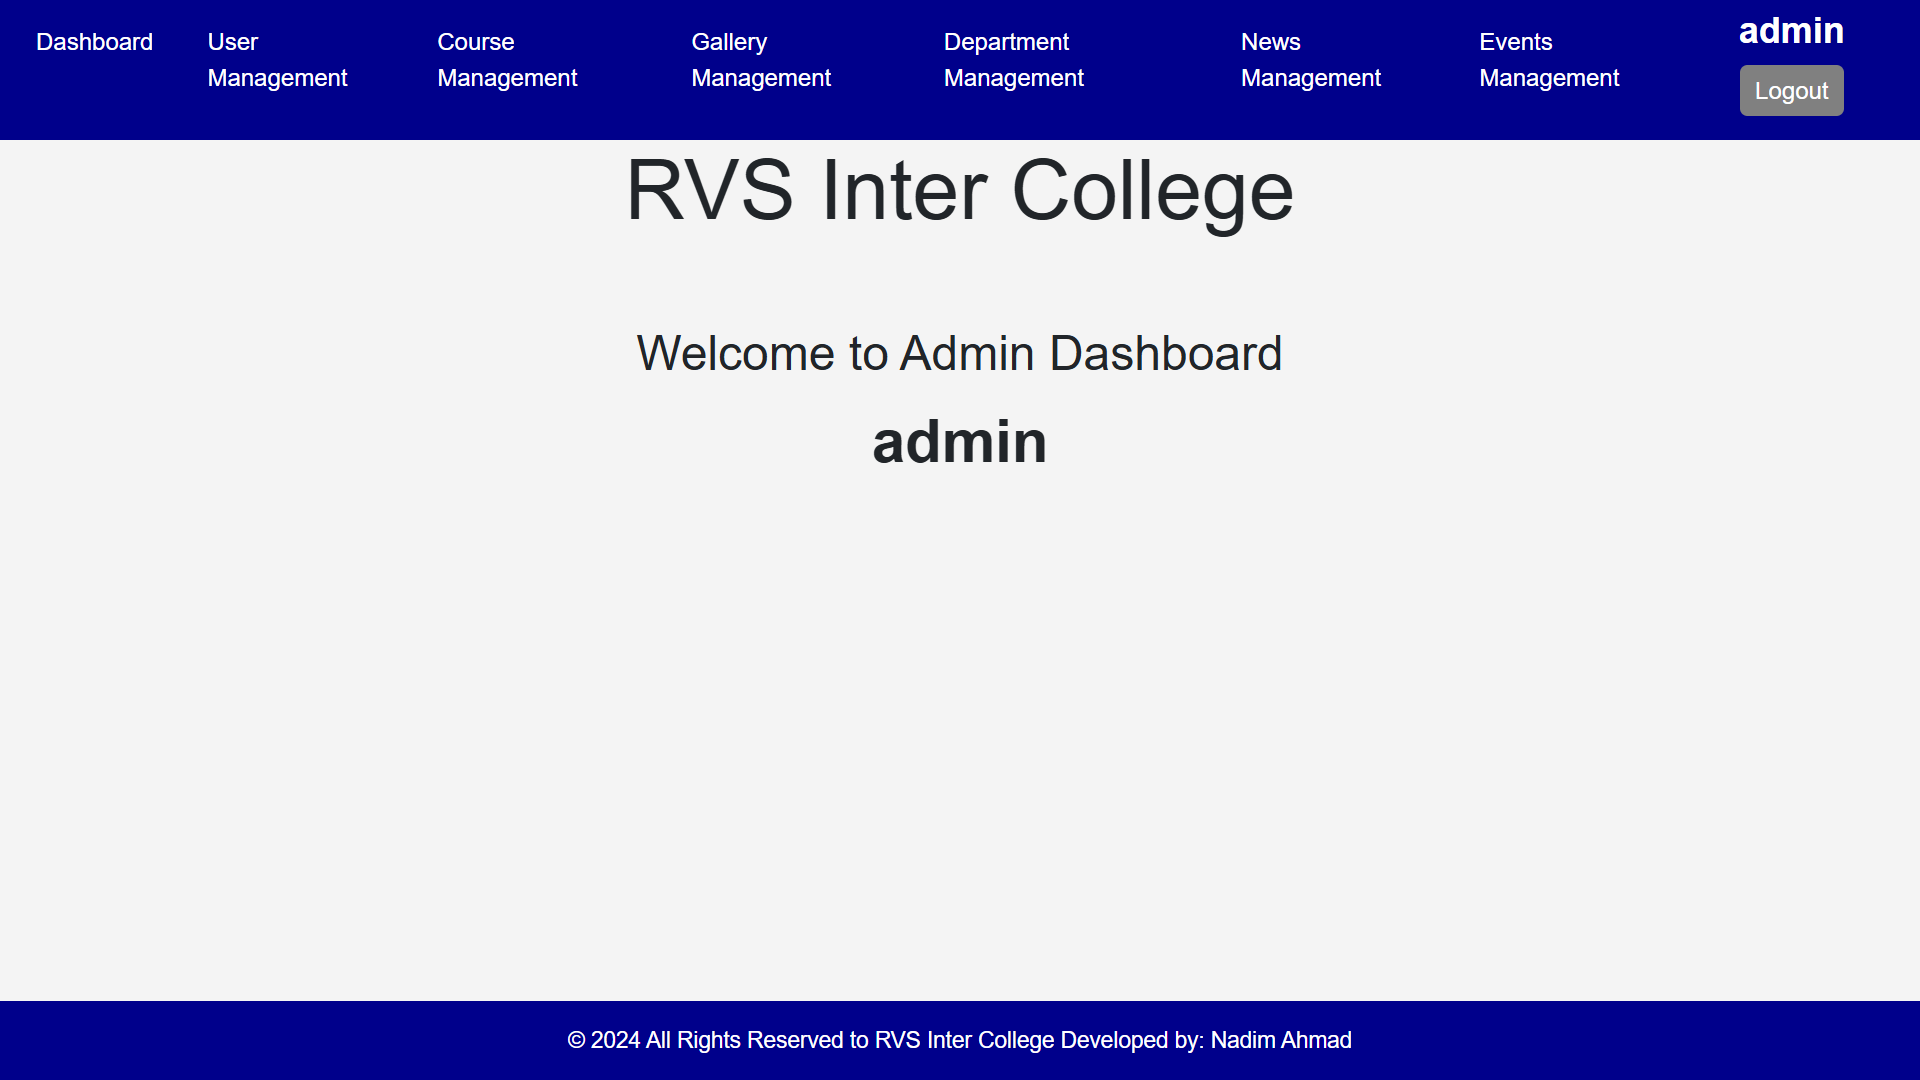 Dashboard
User
Management
Course
Management
Gallery
Management
Department
Management
News
Management
Events
Management
admin
Logout
RVS Inter College
Welcome to Admin Dashboard
admin
© 2024 All Rights Reserved to RVS Inter College Developed by: Nadim Ahmad